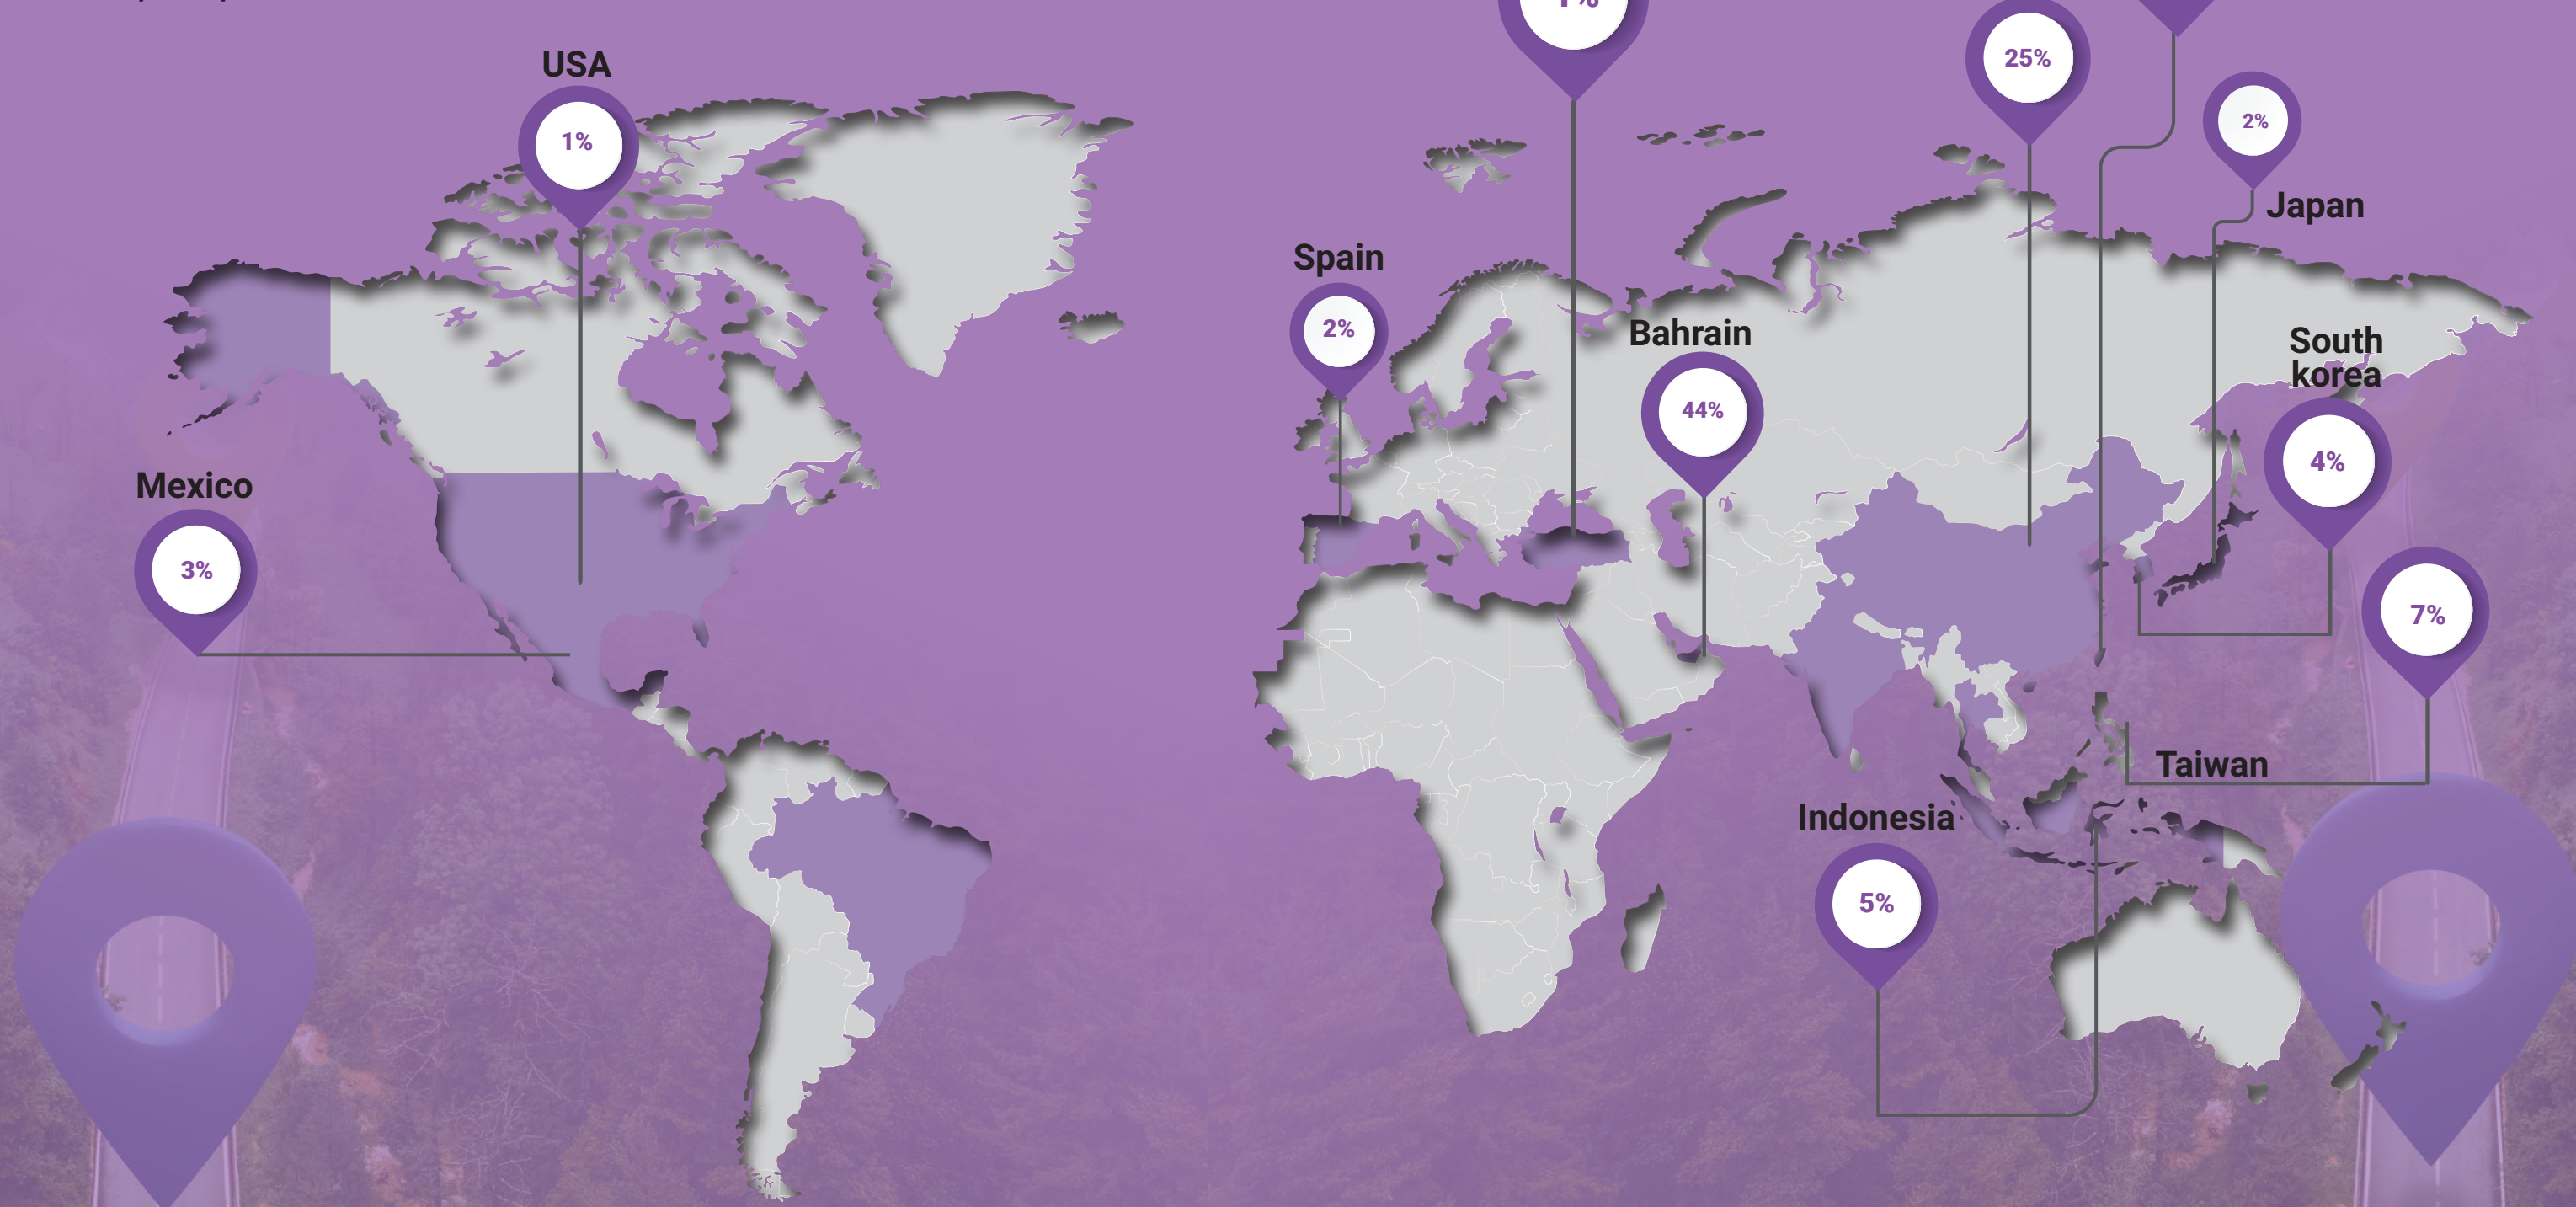 USA
1%
25%
2%
Japan
Spain
2%
Bahrain
44%
South
korea
4%
Mexico
3%
7%
Taiwan
Indonesia
5%